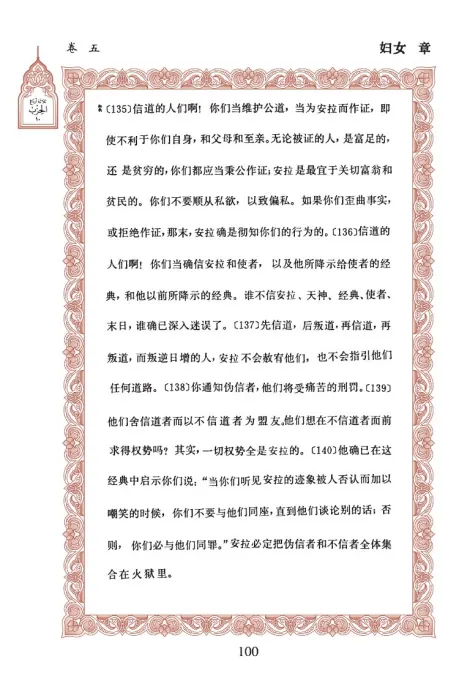 卷 五
妇女 章
〔135〕信道的人们啊！你们当维护公道，当为安拉而作证，即
使不利于你们自身，和父母和至亲。无论被证的人，是富足的，
还 是贫穷的，你们都应当秉公作证；安拉是最宜于关切富翁和
贫民的。你们不要顺从私欲，以致偏私。如果你们歪曲事实，
或拒绝作证，那末，安拉确是彻知你们的行为的。〔136〕信道的
人们啊！你们当确信安拉和使者，以及他所降示给使者的经
典，和他以前所降示的经典。谁不信安拉、天神、经典、使者、
末日，谁确已深入迷误了。〔137〕先信道，后叛道，再信道，再
叛道，而叛逆日增的人，安拉不会赦宥他们，也不会指引他们
任何道路。〔138〕你通知伪信者，他们将受痛苦的刑罚。〔139〕
他们舍信道者而以不信道者为盟友。他们想在不信道者面前
求得权势吗？其实，一切权势全是安拉的。〔140〕他确已在这
经典中启示你们说：“当你们听见安拉的迹象被人否认而加以
嘲笑的时候，你们不要与他们同座，直到他们谈论别的话；否
则，你们必与他们同罪。”安拉必定把伪信者和不信者全体集
合在火狱里。
100